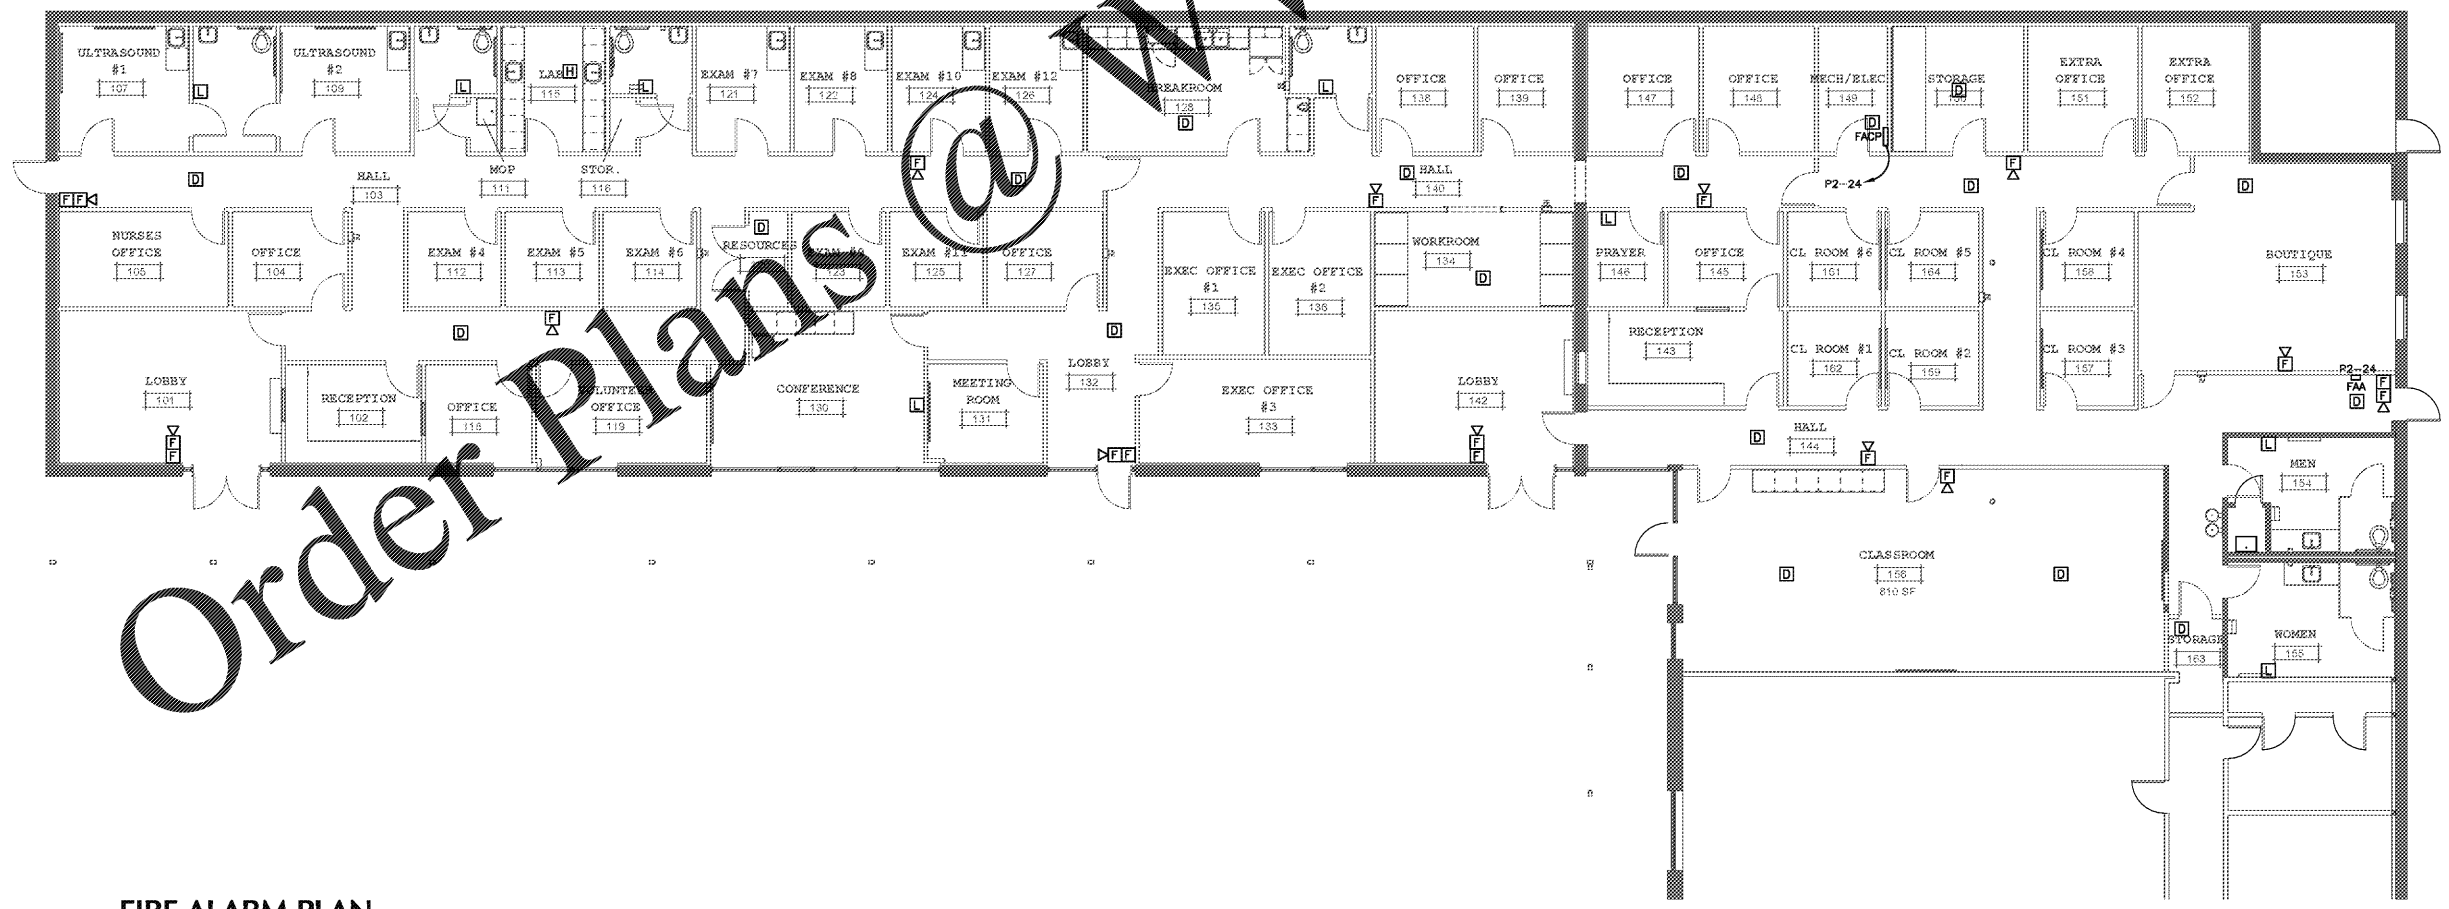 ULTRASOUND
#1
107
ULTRASOUND
#2
109
LAB
115
EXAM #7
121
EXAM #8
122
EXAM #10
124
EXAM #12
126
BREAKROOM
128
OFFICE
138
OFFICE
139
OFFICE
147
OFFICE
148
MECH/ELEC
149
STORAGE
EXTRA
OFFICE
151
EXTRA
OFFICE
152
FACP
P2-24
HALL
103
MOP
111
STOR.
116
HALL
140
NURSES
OFFICE
105
OFFICE
104
EXAM #4
112
EXAM #5
113
EXAM #6
114
RESOURCES
123
EXAM #11
125
OFFICE
127
EXEC OFFICE
#1
135
EXEC OFFICE
#2
136
WORKROOM
134
PRAYER
146
OFFICE
145
CL ROOM #6
161
CL ROOM #5
164
CL ROOM #4
158
BOUTIQUE
153
RECEPTION
143
CL ROOM #1
162
CL ROOM #2
159
CL ROOM #3
157
P2-24
FAA
LOBBY
101
RECEPTION
102
OFFICE
118
VOLUNTEER
OFFICE
119
CONFERENCE
130
MEETING
ROOM
131
LOBBY
132
EXEC OFFICE
#3
133
LOBBY
142
HALL
144
MEN
154
CLASSROOM
156
810 SF
STORAGE
163
WOMEN
155
Order Plans @ W
FIRE ALARM PLAN